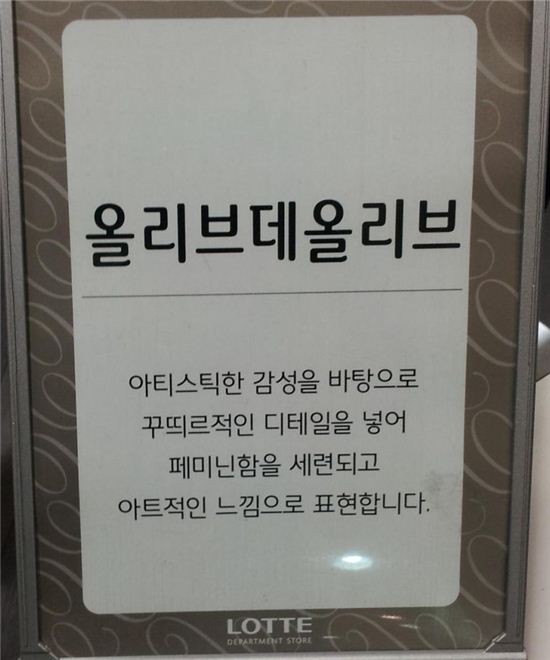 올리브데올리브
아티스틱한 감성을 바탕으로
꾸띄르적인 디테일을 넣어
페미닌함을 세련되고
아트적인 느낌으로 표현합니다.
LOTTE
DEPARTMENT STORE